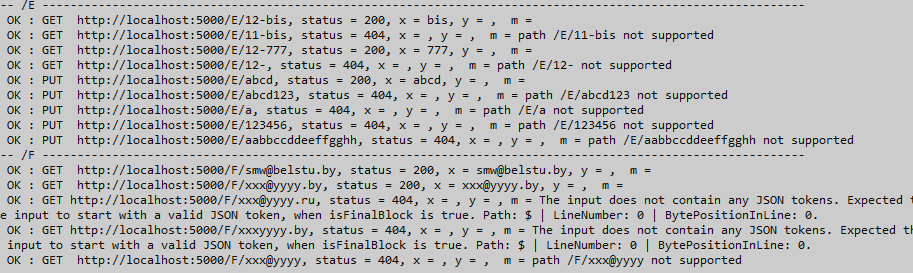 -- /E -----------------------------------------------------------------------------------------------
OK : GET  http://localhost:5000/E/12-bis, status = 200, x = bis, y = ,  m =
OK : GET  http://localhost:5000/E/11-bis, status = 404, x = , y = ,  m = path /E/11-bis not supported
OK : GET  http://localhost:5000/E/12-777, status = 200, x = 777, y = ,  m =
OK : GET  http://localhost:5000/E/12-, status = 404, x = , y = ,  m = path /E/12- not supported
OK : PUT  http://localhost:5000/E/abcd, status = 200, x = abcd, y = ,  m =
OK : PUT  http://localhost:5000/E/abcd123, status = 404, x = , y = ,  m = path /E/abcd123 not supported
OK : PUT  http://localhost:5000/E/a, status = 404, x = , y = ,  m = path /E/a not supported
OK : PUT  http://localhost:5000/E/123456, status = 404, x = , y = ,  m = path /E/123456 not supported
OK : PUT  http://localhost:5000/E/aabbccddeeffgghh, status = 404, x = , y = ,  m = path /E/aabbccddeeffgghh not supported
-- /F -----------------------------------------------------------------------------------------------
OK : GET  http://localhost:5000/F/smw@belstu.by, status = 200, x = smw@belstu.by, y = ,  m =
OK : GET  http://localhost:5000/F/xxx@yyyy.by, status = 200, x = xxx@yyyy.by, y = ,  m =
OK : GET http://localhost:5000/F/xxx@yyyy.ru, status = 404, x = , y = , m = The input does not contain any JSON tokens. Expected th
e input to start with a valid JSON token, when isFinalBlock is true. Path: $ | LineNumber: 0 | BytePositionInLine: 0.
OK : GET http://localhost:5000/F/xxxyyyy.by, status = 404, x = , y = , m = The input does not contain any JSON tokens. Expected the
input to start with a valid JSON token, when isFinalBlock is true. Path: $ | LineNumber: 0 | BytePositionInLine: 0.
OK : GET  http://localhost:5000/F/xxx@yyyy, status = 404, x = , y = ,  m = path /F/xxx@yyyy not supported